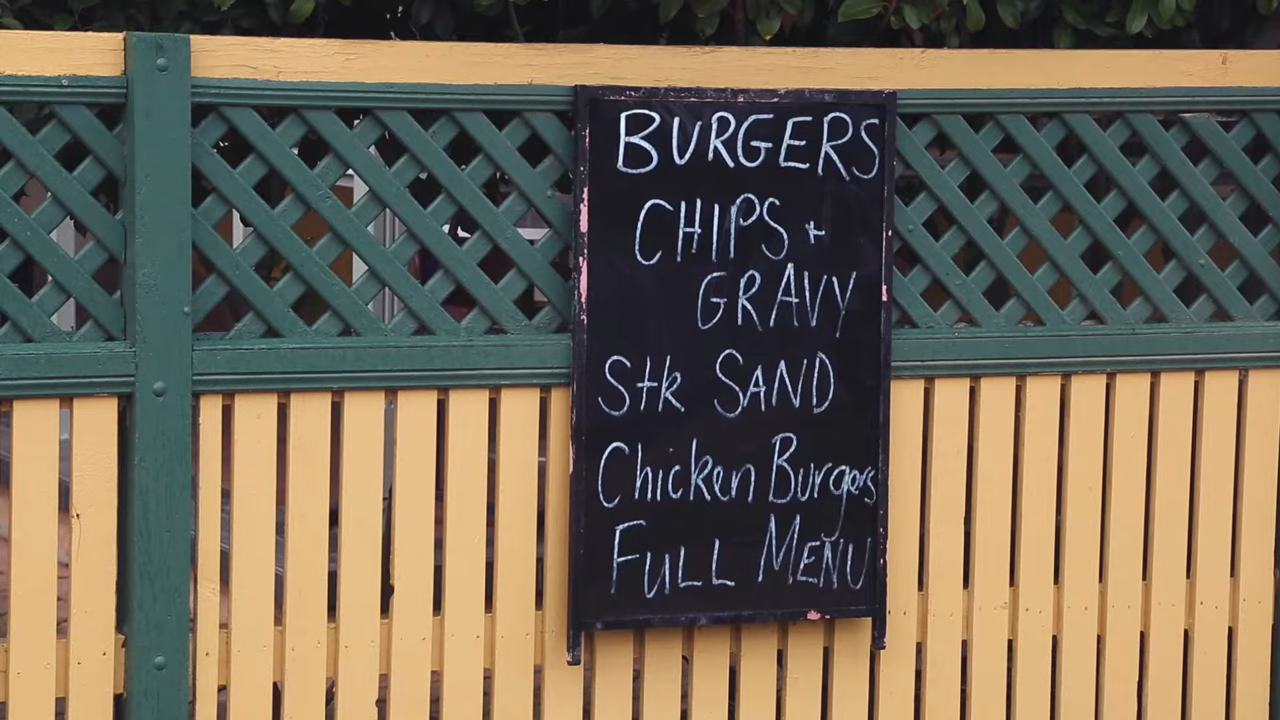 BURGERS
CHIPS +
GRAVY
Stk SAND
Chicken Burgers
FULL MENU